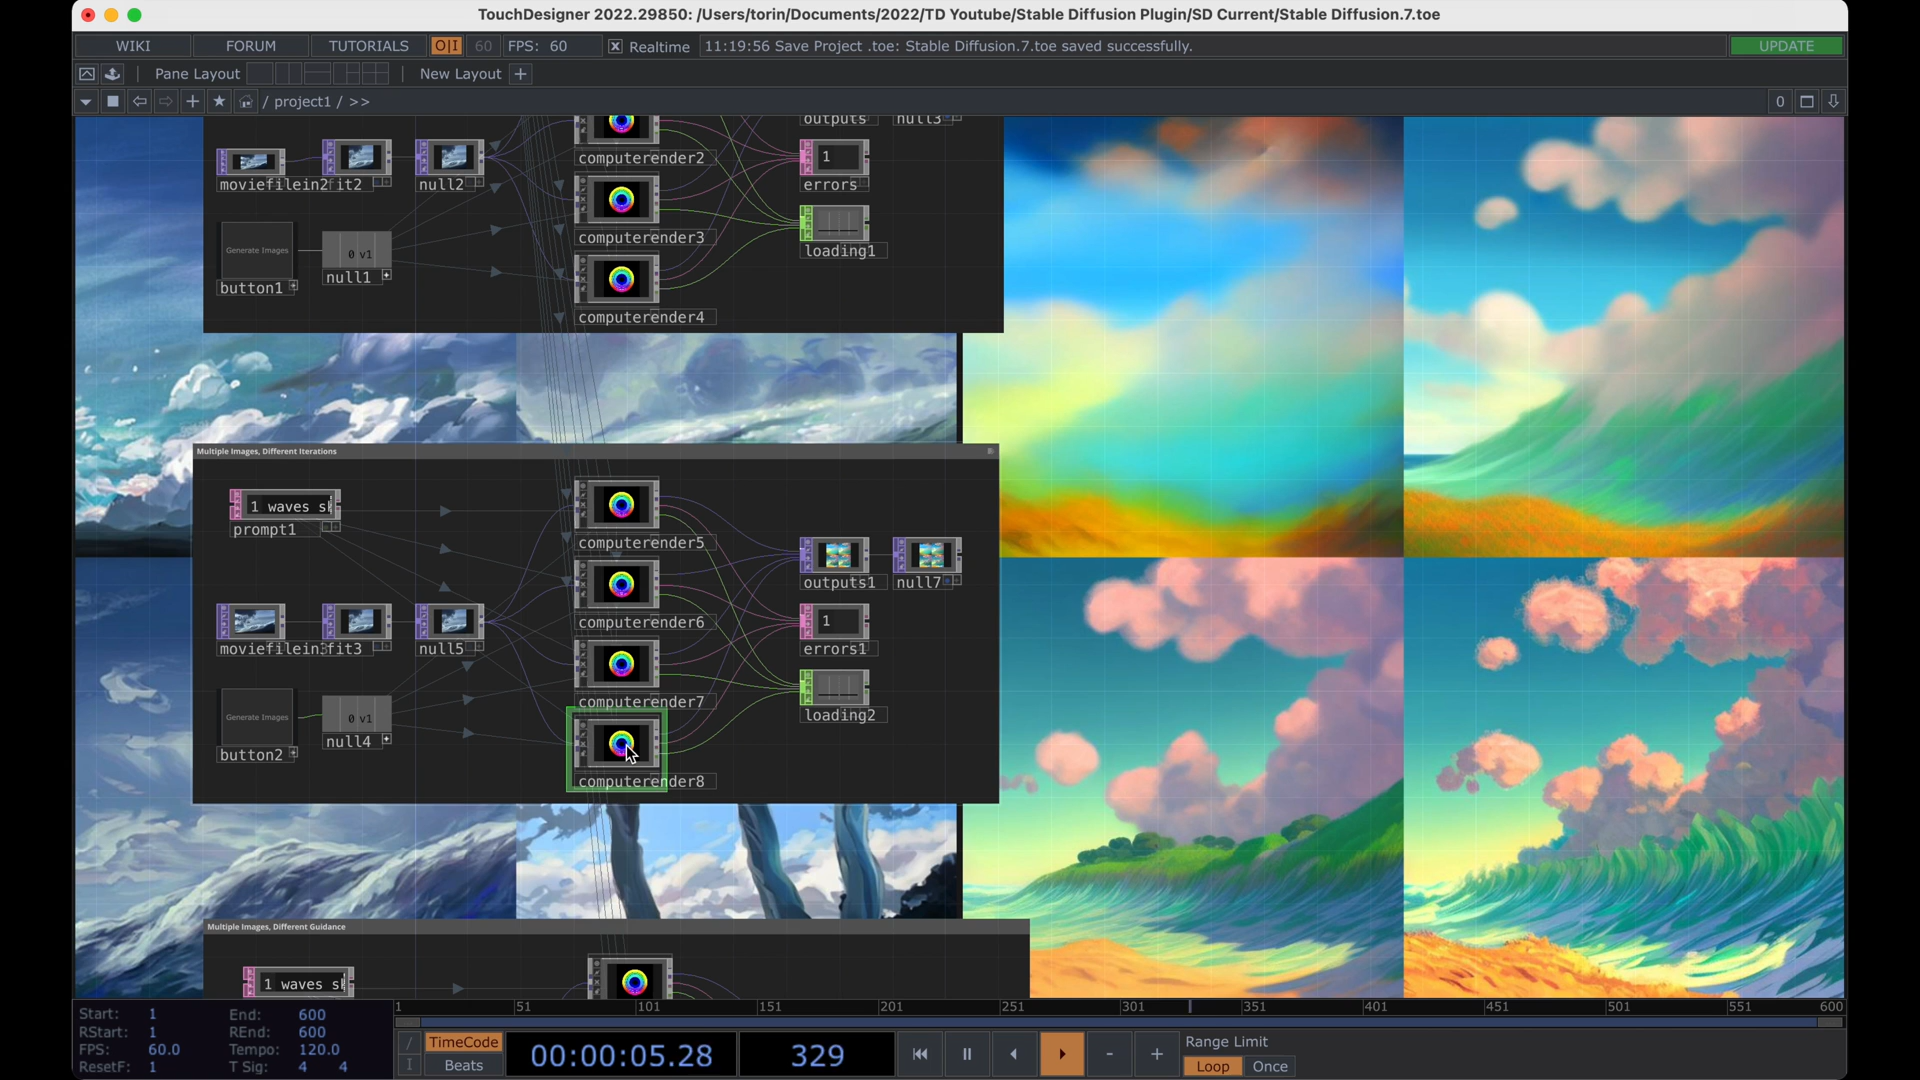 TouchDesigner 2022.29850: /Users/torin/Documents/2022/TD Youtube/Stable Diffusion Plugin/SD Current/Stable Diffusion.7.toe
WIKI FORUM TUTORIALS O|I 60 FPS: 60 X Realtime 11:19:56 Save Project .toe: Stable Diffusion.7.toe saved successfully. UPDATE
Pane Layout New Layout +
/ project1 / >> 0
outputs null3
computerender2
1
moviefilein2 fit2 null2 errors
Generate Images
computerender3
0 v1
loading1
button1 null1
computerender4
Multiple Images, Different Iterations
1 waves sk
prompt1
computerender5
outputs1 null7
computerender6
1
moviefilein3 fit3 null5 errors1
computerender7
Generate Images 0 v1
loading2
button2 null4
computerender8
Multiple Images, Different Guidance
1 waves sk
1 51 101 151 201 251 301 351 401 451 501 551 600
Start: 1 End: 600
RStart: 1 REnd: 600
FPS: 60.0 Tempo: 120.0
ResetF: 1 T Sig: 4 4
/ TimeCode
I Beats
00:00:05.28 329
- +
Range Limit
Loop Once